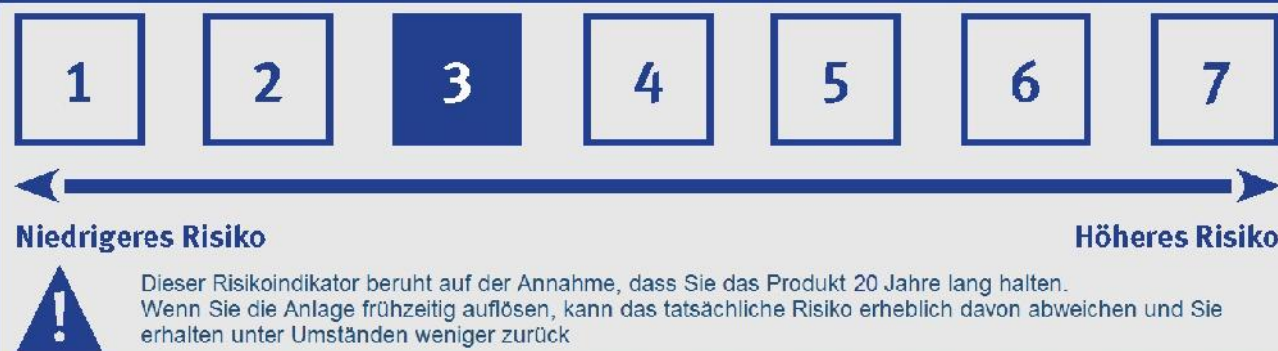 1 2 3 4 5 6 7
Niedrigeres Risiko Höheres Risiko
!
Dieser Risikoindikator beruht auf der Annahme, dass Sie das Produkt 20 Jahre lang halten.
Wenn Sie die Anlage frühzeitig auflösen, kann das tatsächliche Risiko erheblich davon abweichen und Sie
erhalten unter Umständen weniger zurück